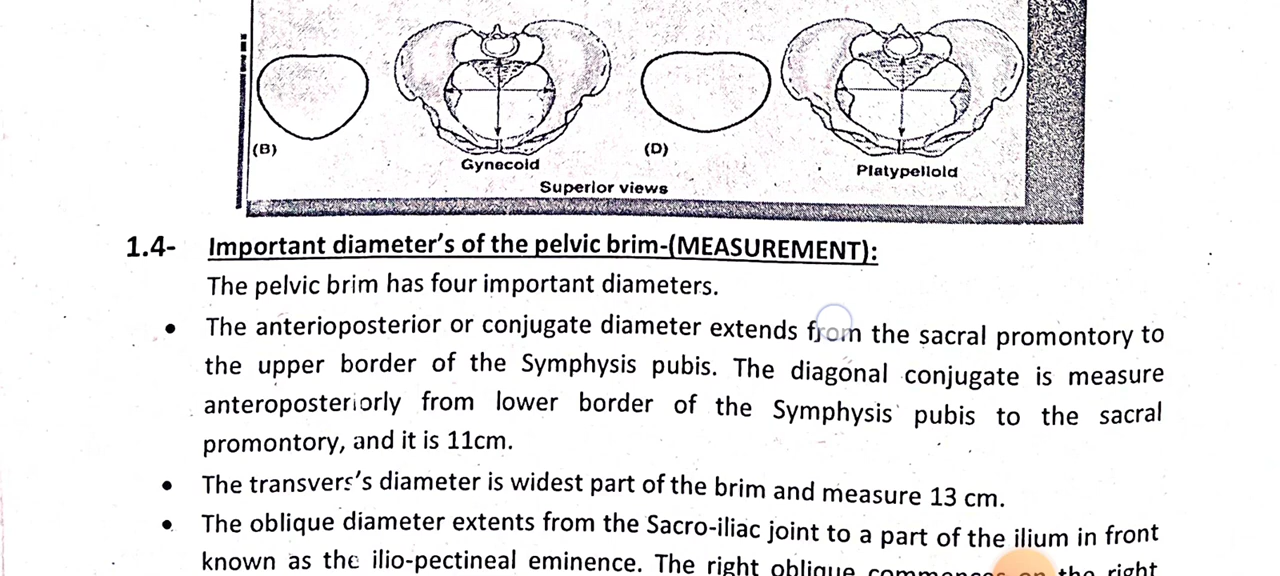 (B)
Gynecoid
(D)
Platypelloid
Superior views
1.4- Important diameter's of the pelvic brim-(MEASUREMENT):
The pelvic brim has four important diameters.
• The anterioposterior or conjugate diameter extends from the sacral promontory to
the upper border of the Symphysis pubis. The diagonal conjugate is measure
anteroposteriorly from lower border of the Symphysis pubis to the sacral
promontory, and it is 11cm.
• The transvers's diameter is widest part of the brim and measure 13 cm.
• The oblique diameter extents from the Sacro-iliac joint to a part of the ilium in front
known as the ilio-pectineal eminence. The right oblique commences on the right